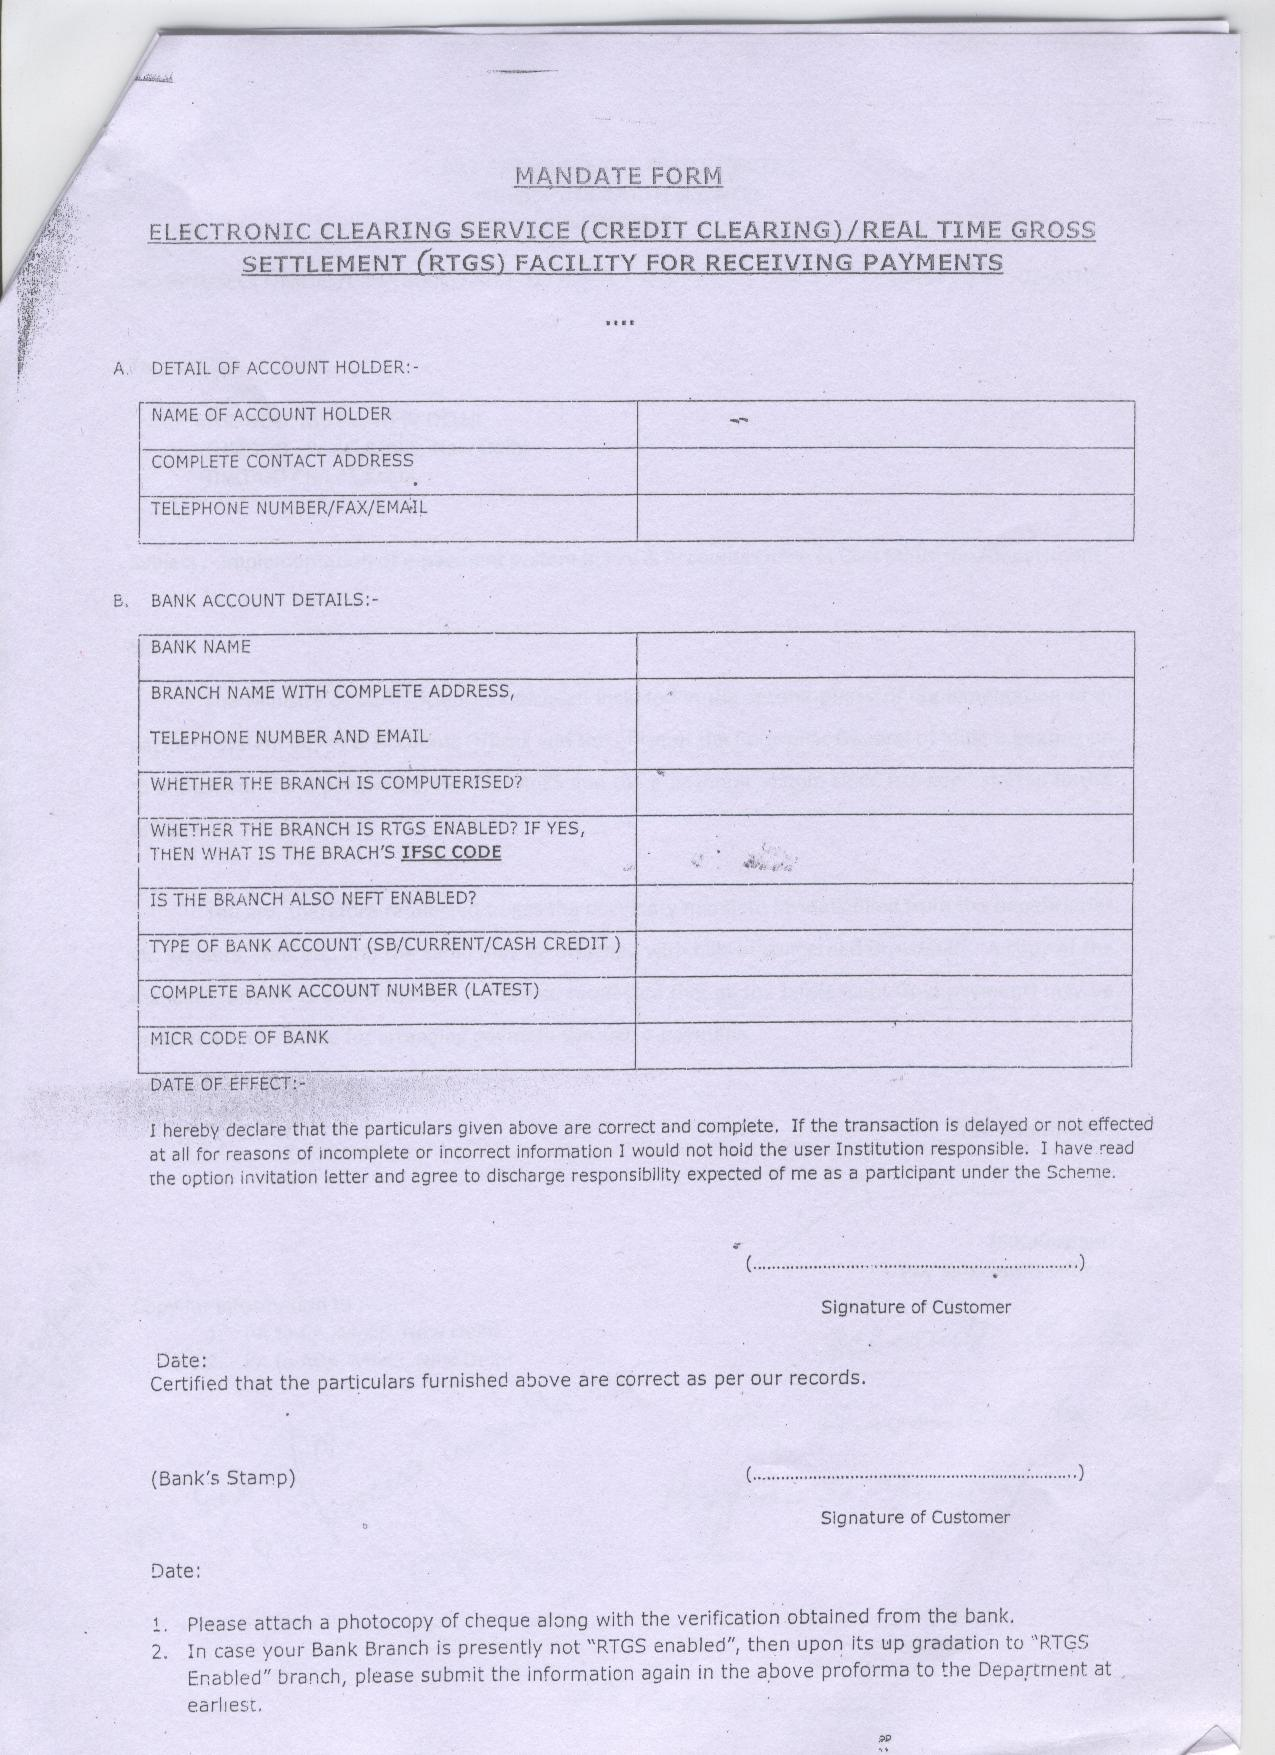 MANDATE FORM
ELECTRONIC CLEARING SERVICE (CREDIT CLEARING)/REAL TIME GROSS
SETTLEMENT (RTGS) FACILITY FOR RECEIVING PAYMENTS
....
A. DETAIL OF ACCOUNT HOLDER:-
NAME OF ACCOUNT HOLDER
COMPLETE CONTACT ADDRESS
TELEPHONE NUMBER/FAX/EMAIL
B. BANK ACCOUNT DETAILS:-
BANK NAME
BRANCH NAME WITH COMPLETE ADDRESS,
TELEPHONE NUMBER AND EMAIL
WHETHER THE BRANCH IS COMPUTERISED?
WHETHER THE BRANCH IS RTGS ENABLED? IF YES,
THEN WHAT IS THE BRACH'S IFSC CODE
IS THE BRANCH ALSO NEFT ENABLED?
TYPE OF BANK ACCOUNT (SB/CURRENT/CASH CREDIT )
COMPLETE BANK ACCOUNT NUMBER (LATEST)
MICR CODE OF BANK
DATE OF EFFECT:-
I hereby declare that the particulars given above are correct and complete. If the transaction is delayed or not effected
at all for reasons of incomplete or incorrect information I would not hold the user Institution responsible. I have read
the option invitation letter and agree to discharge responsibility expected of me as a participant under the Scheme.
(......................................................................)
Signature of Customer
Date:
Certified that the particulars furnished above are correct as per our records.
(Bank's Stamp) (......................................................................)
Signature of Customer
Date:
1. Please attach a photocopy of cheque along with the verification obtained from the bank.
2. In case your Bank Branch is presently not "RTGS enabled", then upon its up gradation to "RTGS
Enabled" branch, please submit the information again in the above proforma to the Department at
earliest.